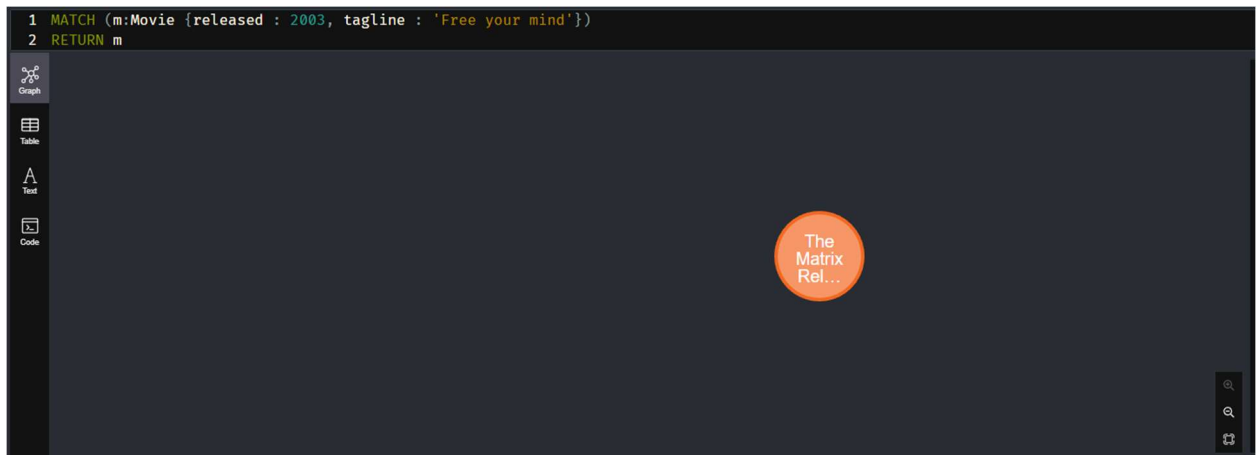 1 MATCH (m:Movie {released : 2003, tagline : 'Free your mind'})
2 RETURN m
Graph
Table
A
Text
Code
The
Matrix
Rel...